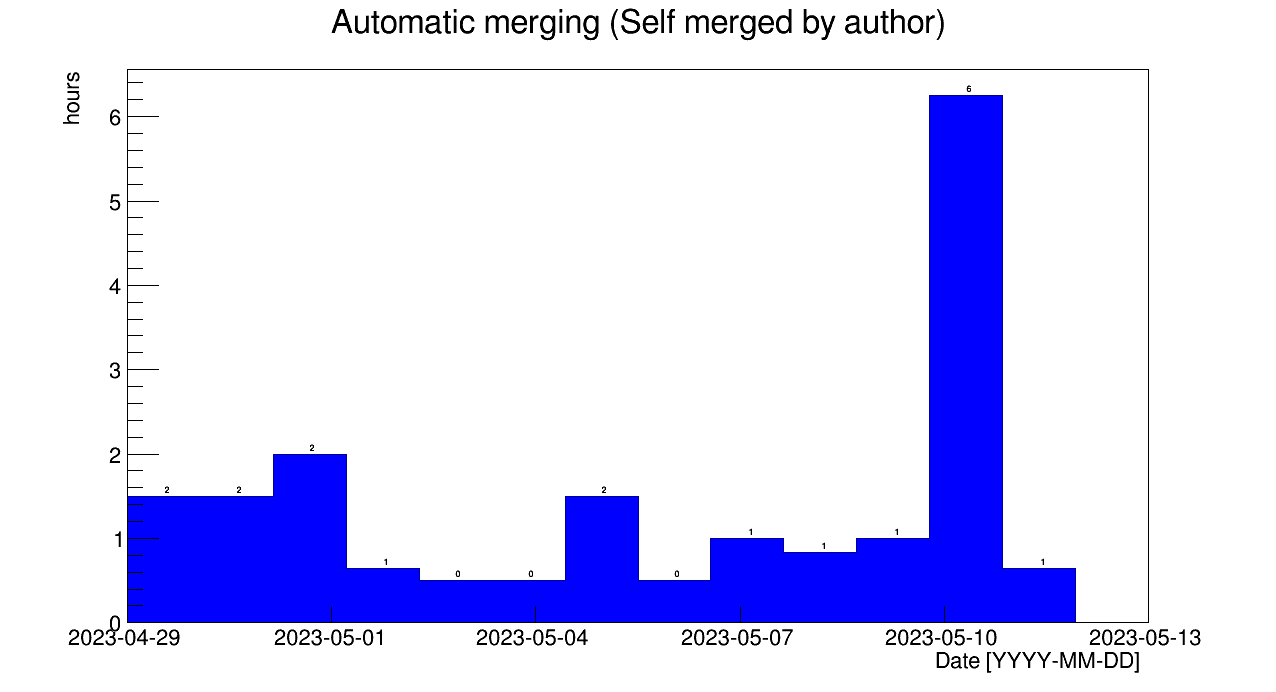 Automatic merging (Self merged by author)
hours
6
5
4
3
2
1
0
2 2 2 1 0 0 2 0 1 1 1 6 1
2023-04-29 2023-05-01 2023-05-04 2023-05-07 2023-05-10 2023-05-13
Date [YYYY-MM-DD]